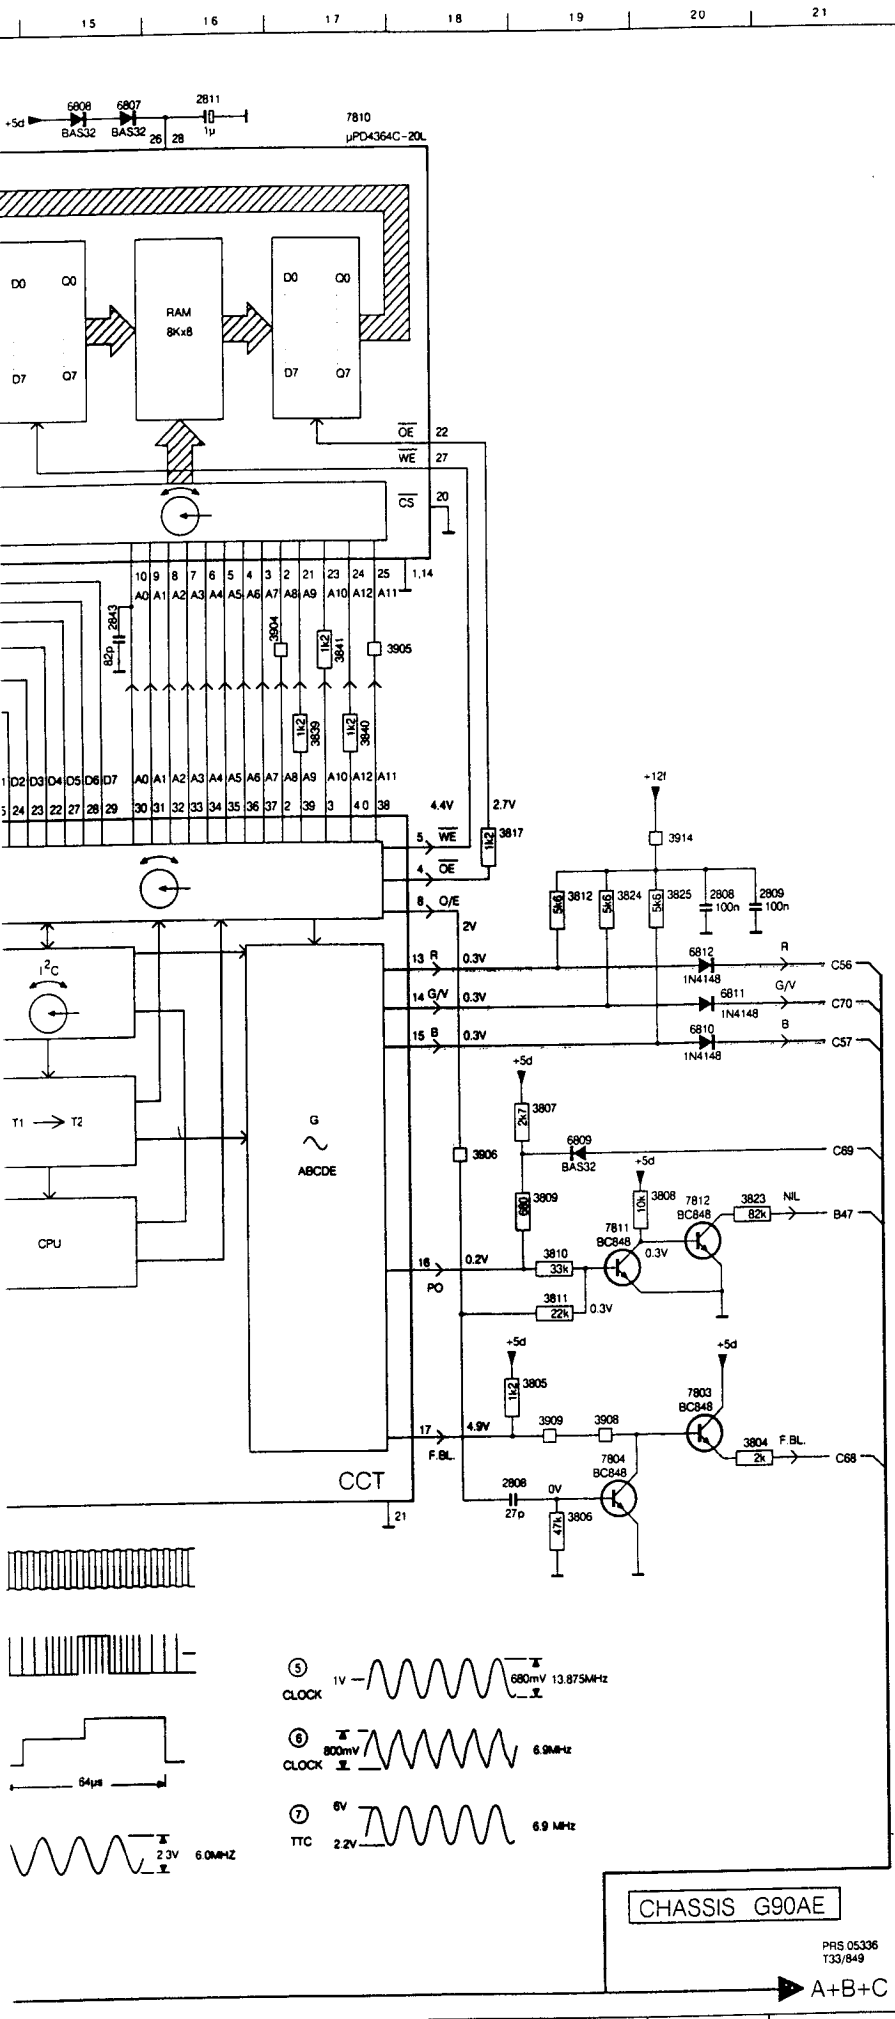 15 16 17 18 19 20 21
6808 6807 2811 7810
+5d BAS32 BAS32 1µ µPD4364C-20L
26 28
D0 Q0 RAM 8Kx8 D0 Q0
D7 Q7 D7 Q7
OE 22
WE 27
CS 20
10 9 8 7 6 5 4 3 2 21 23 24 25 1,14
A0 A1 A2 A3 A4 A5 A6 A7 A8 A9 A10 A12 A11
2843 82p 3904 1k2 3841 3905
1k2 3839 1k2 3840
D2 D3 D4 D5 D6 D7 A0 A1 A2 A3 A4 A5 A6 A7 A8 A9 A10 A12 A11
24 23 22 27 28 29 30 31 32 33 34 35 36 37 2 39 3 40 38
4.4V 2.7V
+12f
3914
5 WE 1k2 3817
4 OE
8 O/E 2V
5k6 3812 5k6 3824 5k6 3825 2808 100n 2809 100n
I²C
13 R 0.3V 6812 1N4148 R C56
14 G/V 0.3V 6811 1N4148 G/V C70
15 B 0.3V 6810 1N4148 B C57
+5d
2k7 3807
T1 T2
G
ABCDE
3906
6809 BAS32 C69
+5d
680 3809 10k 3808
7811 BC848 7812 BC848 3823 82k NIL B47
CPU
16 PO 0.2V 3810 33k 0.3V
3811 22k 0.3V
+5d +5d
1k2 3805
7803 BC848
17 F.BL. 4.9V 3909 3908
3804 2k F.BL. C68
7804 BC848
CCT
2808 27p 0V
47k 3806
21
5 CLOCK 1V 680mV 13.875MHz
6 CLOCK 800mV 6.9MHz
64µs
7 TTC 6V 2.2V 6.9 MHz
2.3V 6.0MHZ
CHASSIS G90AE
PRS 05336
T33/849
A+B+C